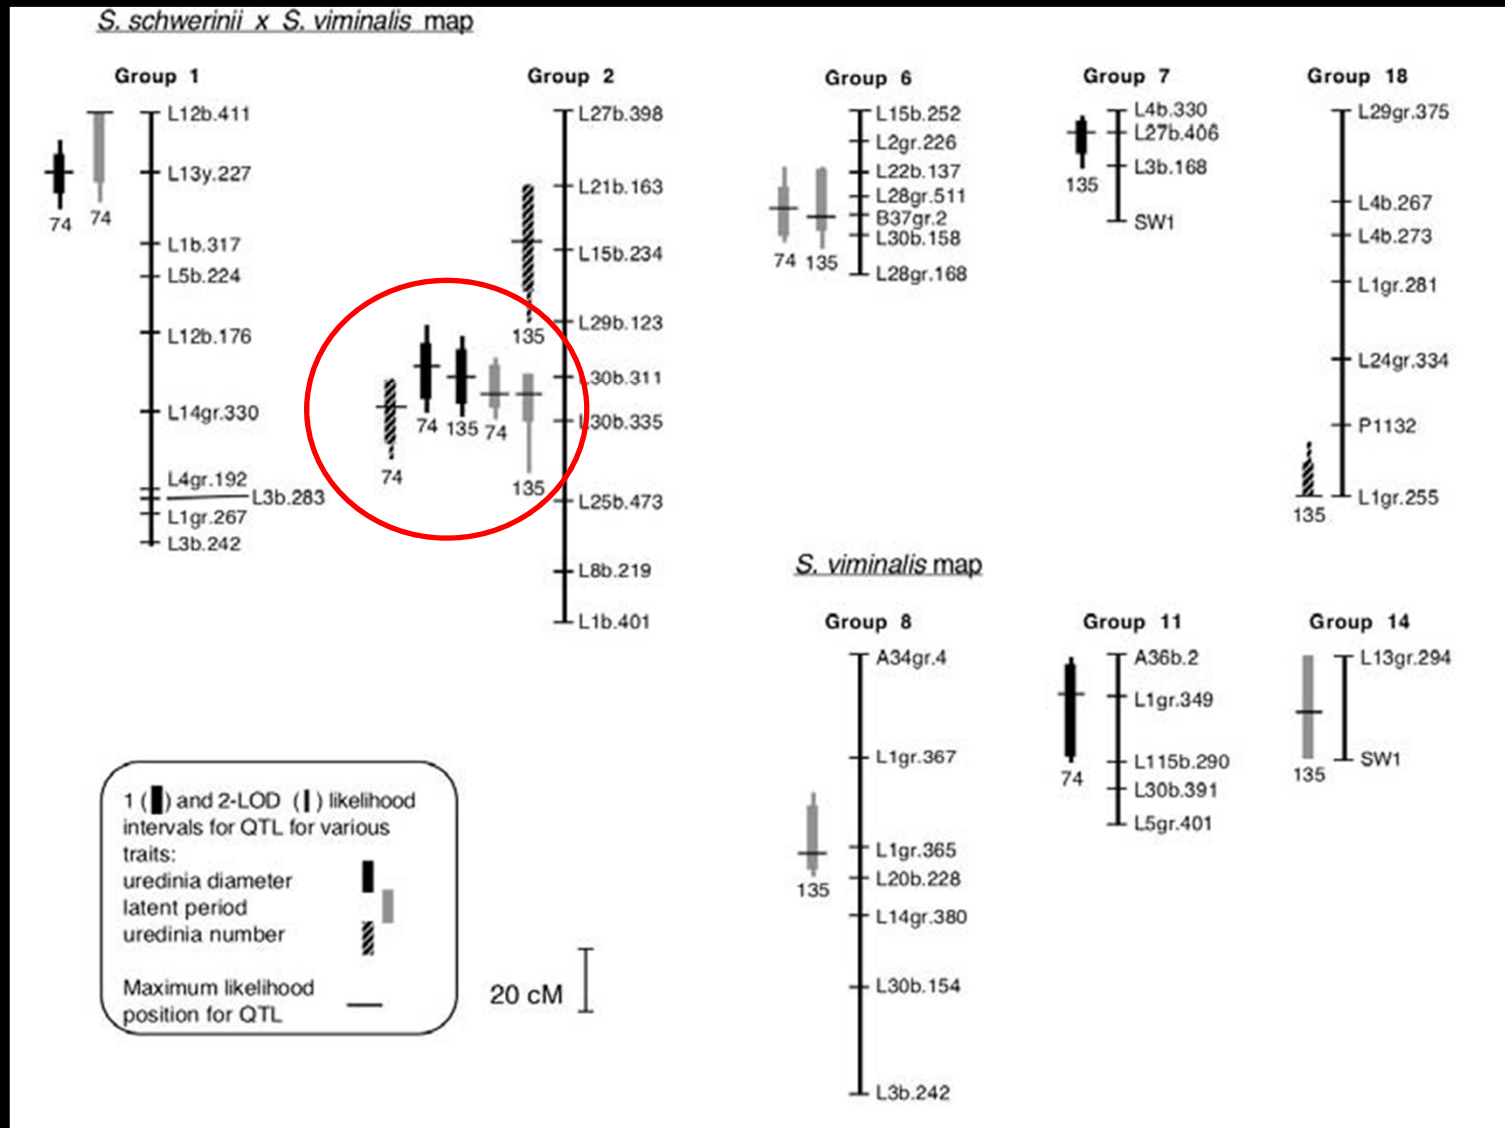 S. schwerinii x S. viminalis map
Group 1
L12b.411
L13y.227
L1b.317
L5b.224
L12b.176
L14gr.330
L4gr.192
L3b.283
L1gr.267
L3b.242
74
74
Group 2
L27b.398
L21b.163
L15b.234
L29b.123
L30b.311
L30b.335
L25b.473
L8b.219
L1b.401
135
74
74
135
74
135
Group 6
L15b.252
L2gr.226
L22b.137
L28gr.511
B37gr.2
L30b.158
L28gr.168
74
135
Group 7
L4b.330
L27b.406
L3b.168
SW1
135
Group 18
L29gr.375
L4b.267
L4b.273
L1gr.281
L24gr.334
P1132
L1gr.255
135
S. viminalis map
Group 8
A34gr.4
L1gr.367
L1gr.365
L20b.228
L14gr.380
L30b.154
L3b.242
135
Group 11
A36b.2
L1gr.349
L115b.290
L30b.391
L5gr.401
74
Group 14
L13gr.294
SW1
135
1 ( ) and 2-LOD ( ) likelihood
intervals for QTL for various
traits:
uredinia diameter
latent period
uredinia number
Maximum likelihood
position for QTL
20 cM